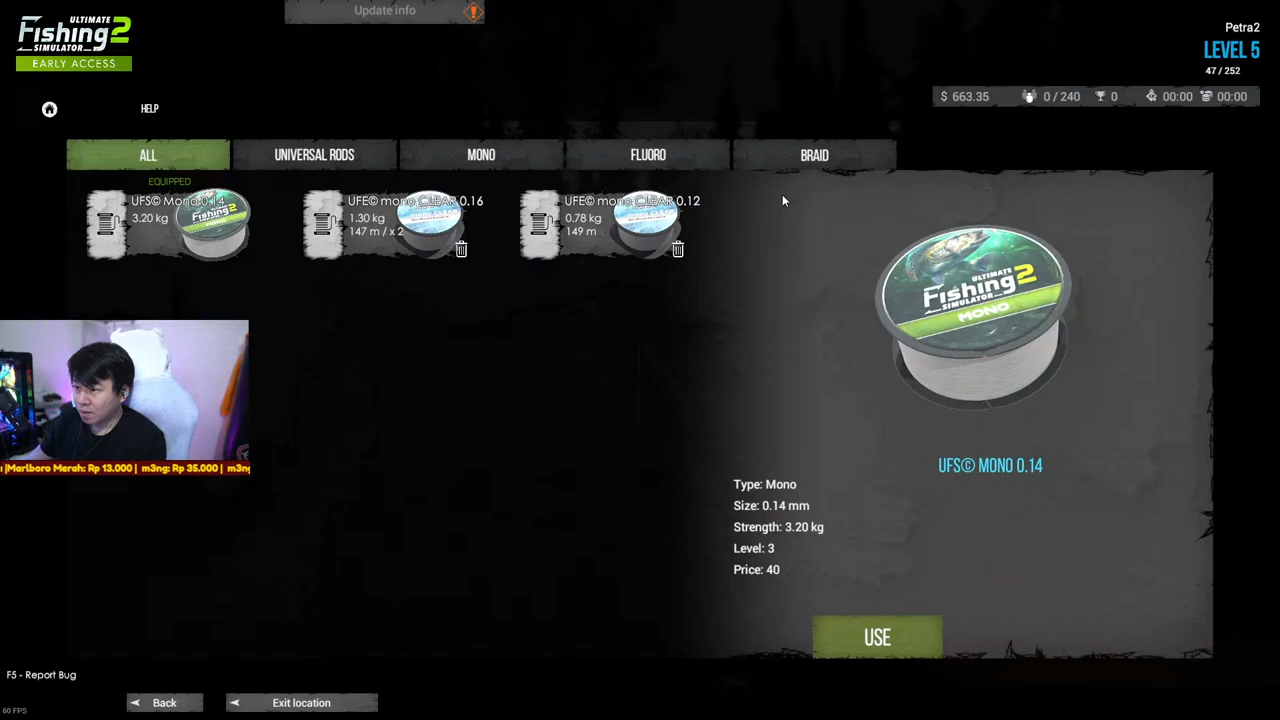 ULTIMATE
Fishing 2
SIMULATOR
EARLY ACCESS
Update info
Petra2
LEVEL 5
47 / 252
$ 663.35
0 / 240
0
00:00
00:00
HELP
ALL
UNIVERSAL RODS
MONO
FLUORO
BRAID
EQUIPPED
UFS© Mono 0.14
3.20 kg
UFE© mono CLEAR 0.16
1.30 kg
147 m / x 2
UFE© mono CLEAR 0.12
0.78 kg
149 m
Fishing 2
ULTIMATE
Fishing 2
MONO
|Marlboro Merah: Rp 13.000 | m3ng: Rp 35.000 |
UFS© MONO 0.14
Type: Mono
Size: 0.14 mm
Strength: 3.20 kg
Level: 3
Price: 40
USE
F5 - Report Bug
Back
Exit location
60 FPS